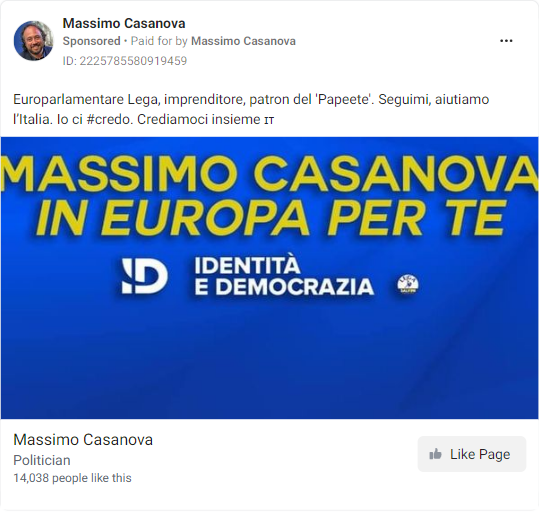 Massimo Casanova
Sponsored • Paid for by Massimo Casanova
ID: 2225785580919459
Europarlamentare Lega, imprenditore, patron del 'Papeete'. Seguimi, aiutiamo
l'Italia. Io ci #credo. Crediamoci insieme IT
MASSIMO CASANOVA
IN EUROPA PER TE
ID IDENTITÀ
E DEMOCRAZIA
LEGA
SALVINI
Massimo Casanova
Politician
Like Page
14,038 people like this